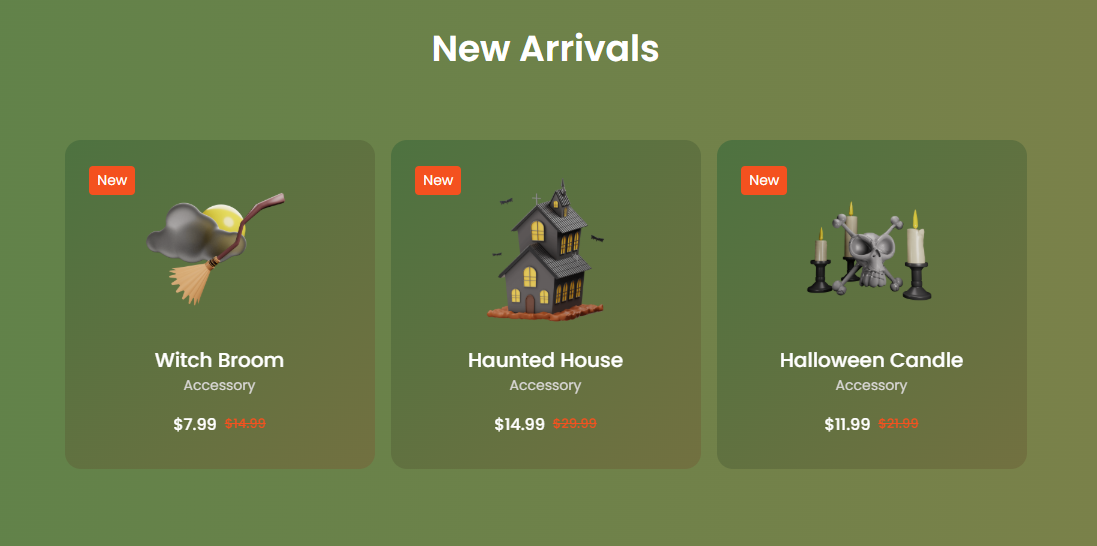 New Arrivals
New
Witch Broom
Accessory
$7.99 $14.99
New
Haunted House
Accessory
$14.99 $29.99
New
Halloween Candle
Accessory
$11.99 $21.99